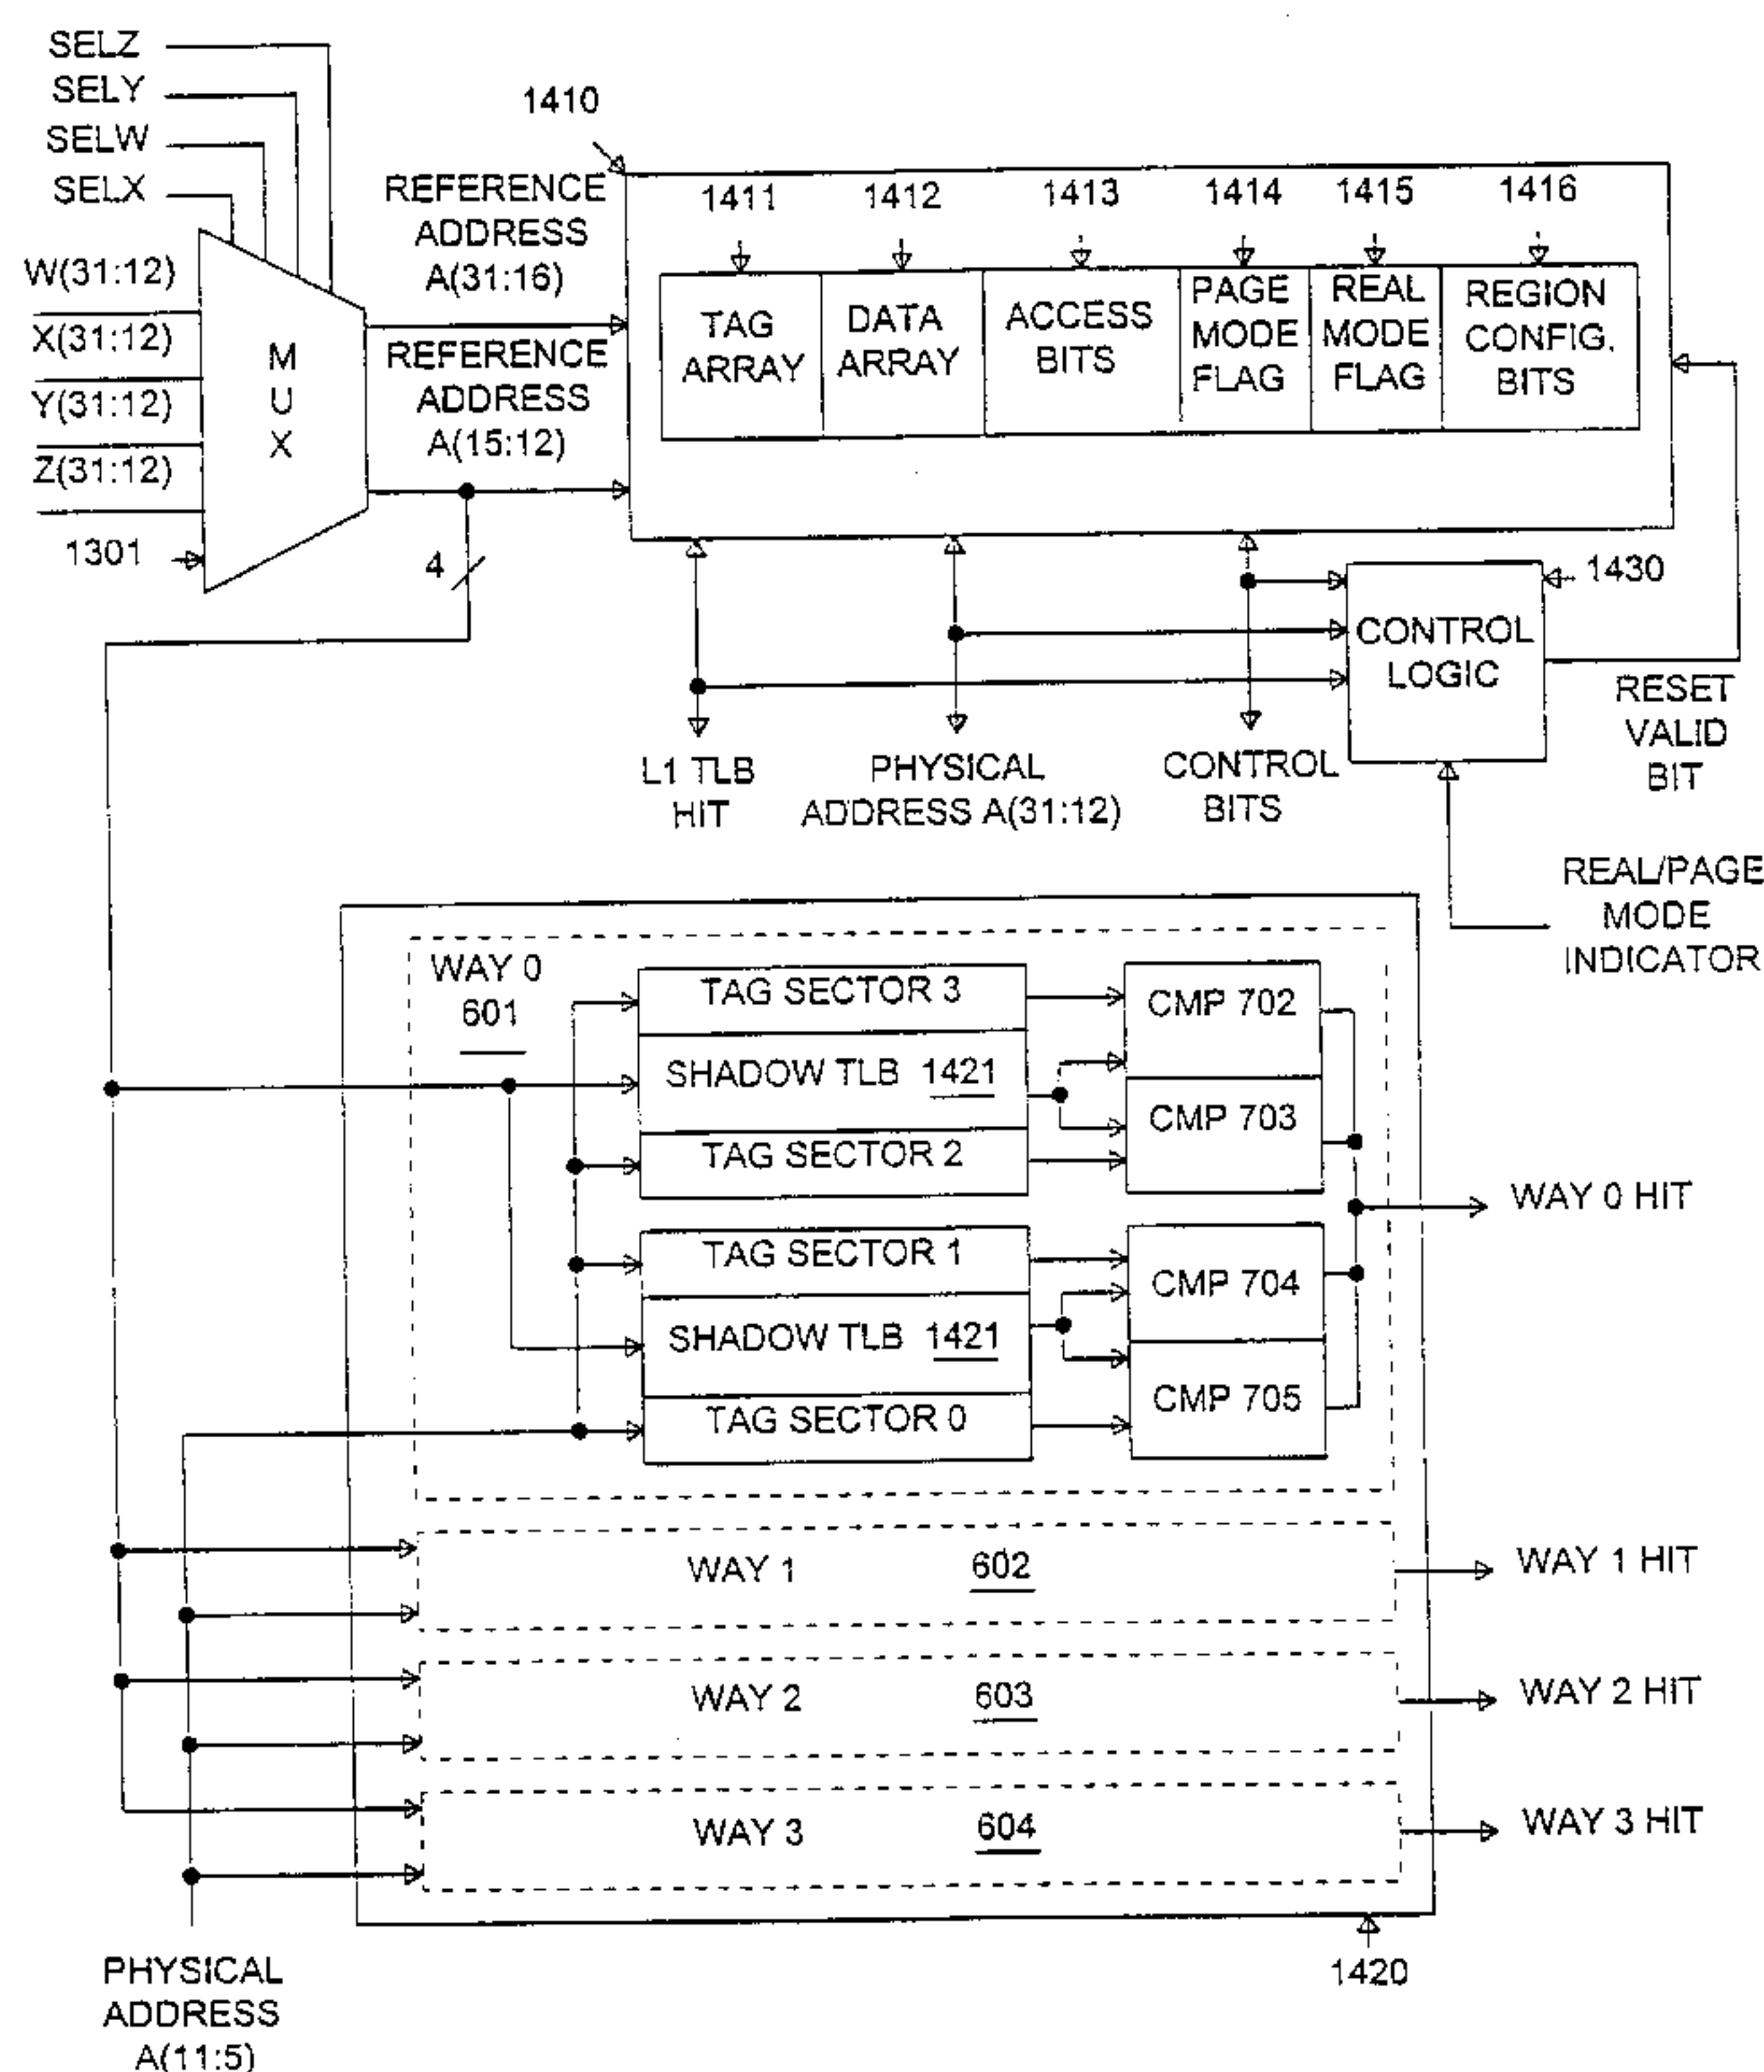 SELZ
SELY
SELW
SELX
W(31:12)
X(31:12)
Y(31:12)
Z(31:12)
1301
M
U
X
4
REFERENCE
ADDRESS
A(31:16)
REFERENCE
ADDRESS
A(15:12)
1410
1411
1412
1413
1414
1415
1416
TAG
ARRAY
DATA
ARRAY
ACCESS
BITS
PAGE
MODE
FLAG
REAL
MODE
FLAG
REGION
CONFIG.
BITS
1430
CONTROL
LOGIC
RESET
VALID
BIT
L1 TLB
HIT
PHYSICAL
ADDRESS A(31:12)
CONTROL
BITS
REAL/PAGE
MODE
INDICATOR
WAY 0
601
TAG SECTOR 3
SHADOW TLB 1421
TAG SECTOR 2
CMP 702
CMP 703
TAG SECTOR 1
SHADOW TLB 1421
TAG SECTOR 0
CMP 704
CMP 705
WAY 0 HIT
WAY 1 602
WAY 1 HIT
WAY 2 603
WAY 2 HIT
WAY 3 604
WAY 3 HIT
1420
PHYSICAL
ADDRESS
A(11:5)